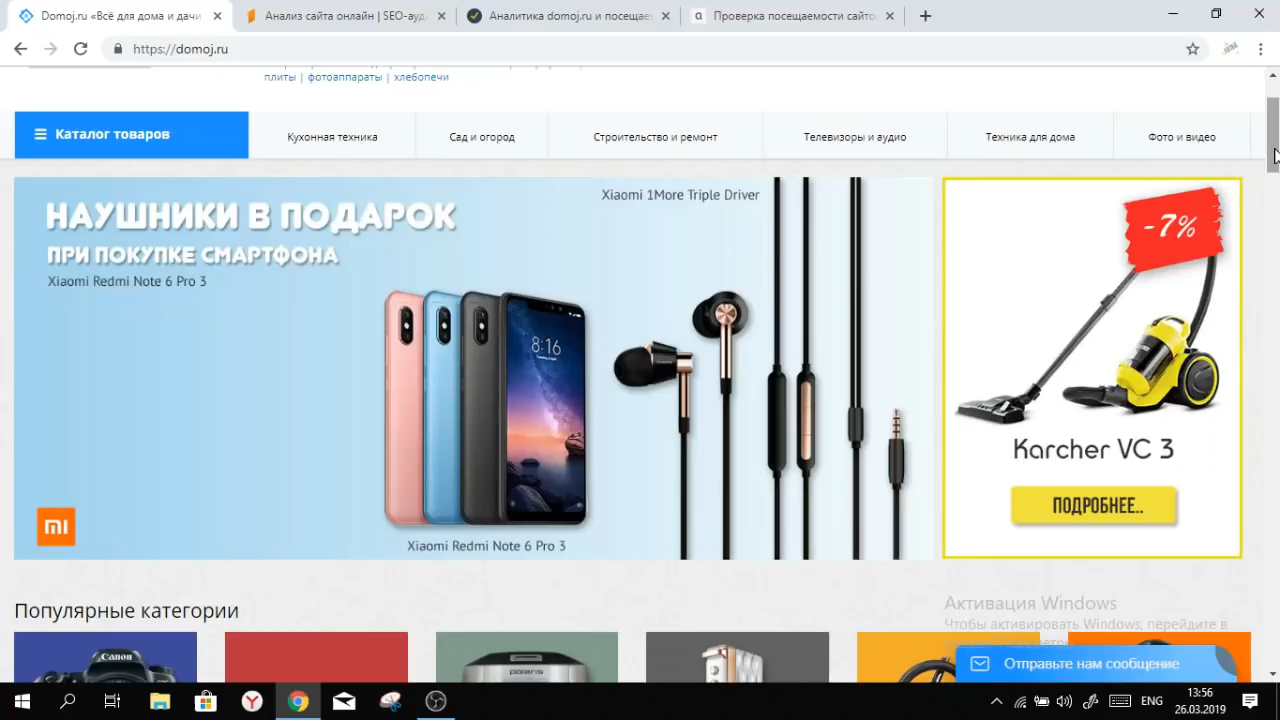 Domoj.ru «Всё для дома и дачи
Анализ сайта онлайн | SEO-ауд
Аналитика domoj.ru и посещае
Проверка посещаемости сайто
https://domoj.ru
плиты | фотоаппараты | хлебопечи
Каталог товаров
Кухонная техника
Сад и огород
Строительство и ремонт
Телевизоры и аудио
Техника для дома
Фото и видео
НАУШНИКИ В ПОДАРОК
ПРИ ПОКУПКЕ СМАРТФОНА
Xiaomi Redmi Note 6 Pro 3
Xiaomi 1More Triple Driver
8:16
mi
Xiaomi Redmi Note 6 Pro 3
-7%
Karcher VC 3
ПОДРОБНЕЕ..
Популярные категории
Активация Windows
Чтобы активировать Windows, перейдите в
Canon
POLARIS
Отправьте нам сообщение
ENG
13:56
26.03.2019